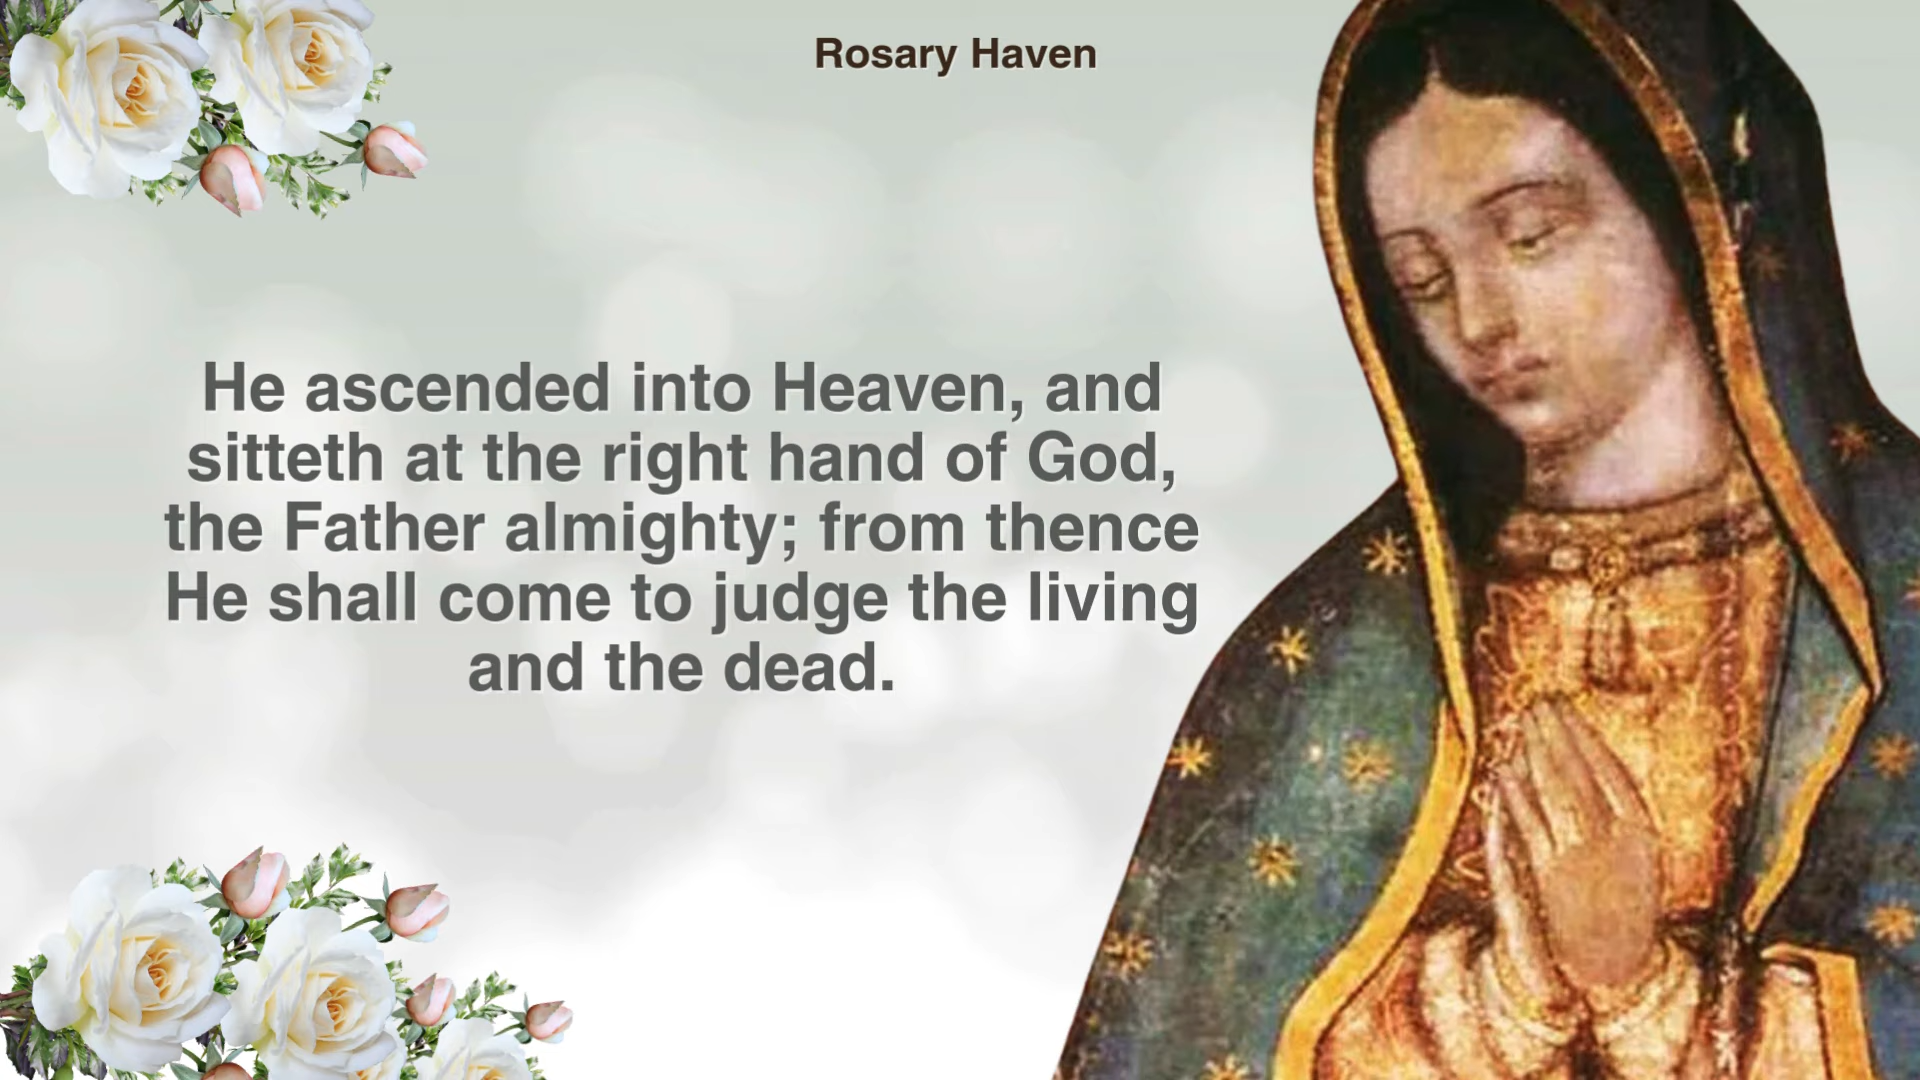 Rosary Haven
He ascended into Heaven, and
sitteth at the right hand of God,
the Father almighty; from thence
He shall come to judge the living
and the dead.